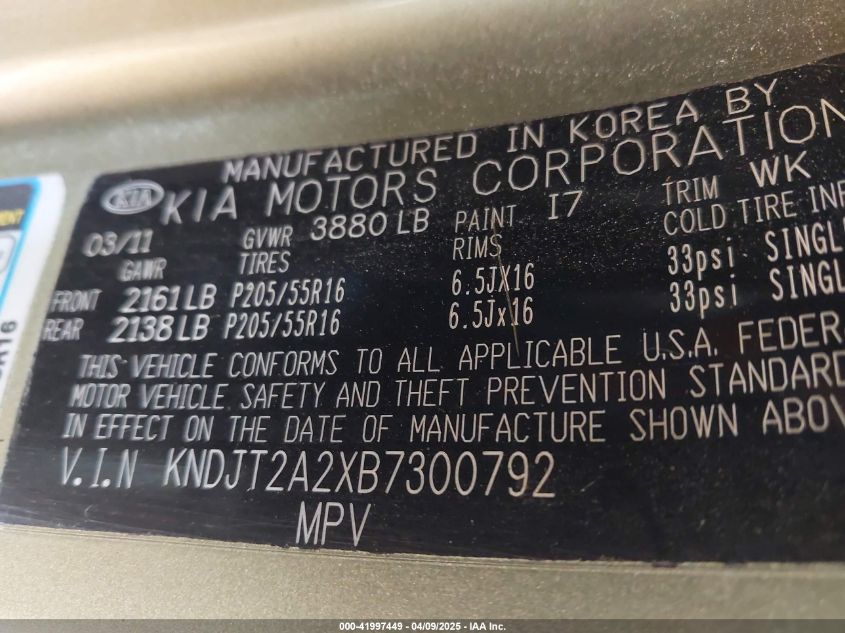 MANUFACTURED IN KOREA BY
KIA KIA MOTORS CORPORATION
03/11 GVWR 3880 LB PAINT I7 TRIM WK
GAWR TIRES RIMS COLD TIRE INF
FRONT 2161 LB P205/55R16 6.5JX16 33psi SINGL
REAR 2138 LB P205/55R16 6.5Jx16 33psi SINGL
THIS VEHICLE CONFORMS TO ALL APPLICABLE U.S.A. FEDER
MOTOR VEHICLE SAFETY AND THEFT PREVENTION STANDARD
IN EFFECT ON THE DATE OF MANUFACTURE SHOWN ABOV
V.I.N KNDJT2A2XB7300792
MPV
000-41997449 - 04/09/2025 - IAA Inc.